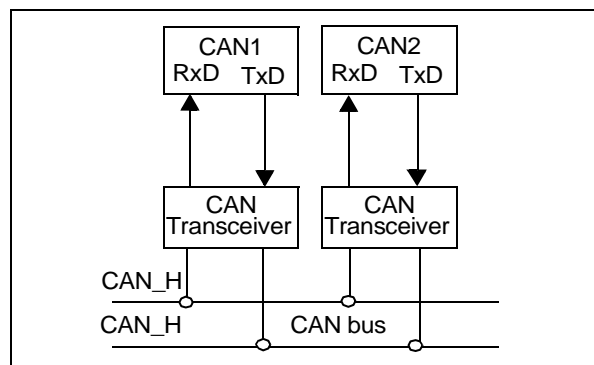 CAN1
RxD TxD
CAN2
RxD TxD
CAN
Transceiver
CAN
Transceiver
CAN_H
CAN_H
CAN bus